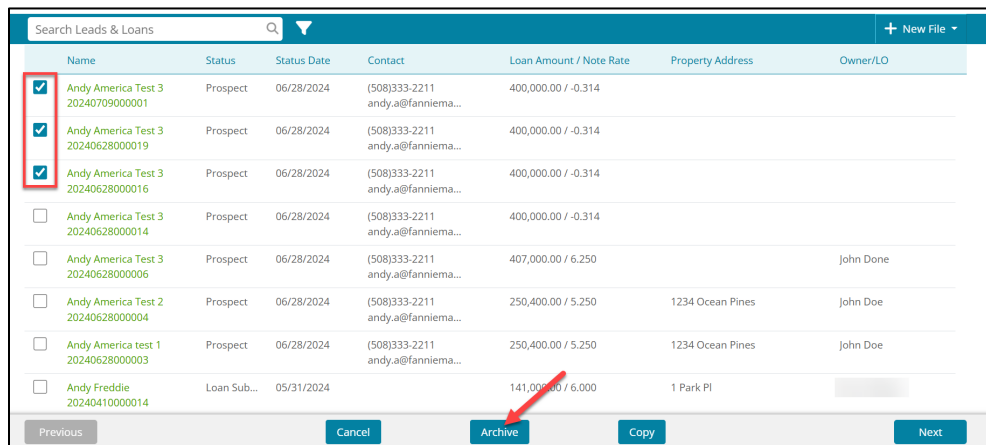 Search Leads & Loans
+ New File
Name Status Status Date Contact Loan Amount / Note Rate Property Address Owner/LO
Andy America Test 3 Prospect 06/28/2024 (508)333-2211 400,000.00 / -0.314
20240709000001 andy.a@fanniema...
Andy America Test 3 Prospect 06/28/2024 (508)333-2211 400,000.00 / -0.314
20240628000019 andy.a@fanniema...
Andy America Test 3 Prospect 06/28/2024 (508)333-2211 400,000.00 / -0.314
20240628000016 andy.a@fanniema...
Andy America Test 3 Prospect 06/28/2024 (508)333-2211 400,000.00 / -0.314
20240628000014 andy.a@fanniema...
Andy America Test 3 Prospect 06/28/2024 (508)333-2211 407,000.00 / 6.250 John Done
20240628000006 andy.a@fanniema...
Andy America Test 2 Prospect 06/28/2024 (508)333-2211 250,400.00 / 5.250 1234 Ocean Pines John Doe
20240628000004 andy.a@fanniema...
Andy America test 1 Prospect 06/28/2024 (508)333-2211 250,400.00 / 5.250 1234 Ocean Pines John Doe
20240628000003 andy.a@fanniema...
Andy Freddie Loan Sub... 05/31/2024 141,000.00 / 6.000 1 Park Pl
20240410000014
Previous Cancel Archive Copy Next